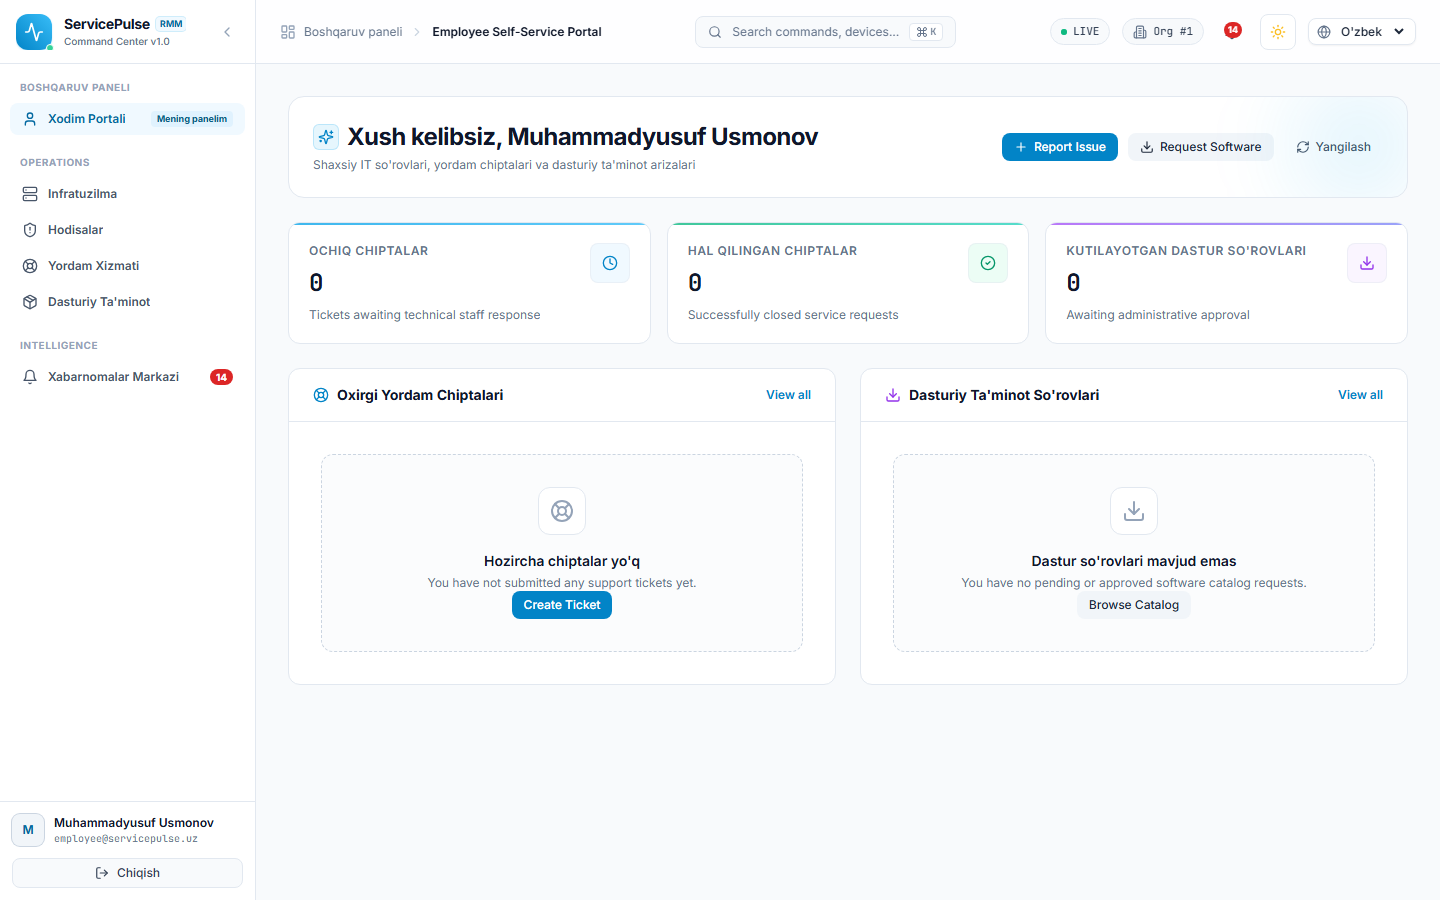 ServicePulse RMM
Command Center v1.0
BOSHQARUV PANELI
Xodim Portali Mening panelim
OPERATIONS
Infratuzilma
Hodisalar
Yordam Xizmati
Dasturiy Ta'minot
INTELLIGENCE
Xabarnomalar Markazi 14
Muhammadyusuf Usmonov
M
employee@servicepulse.uz
Chiqish
Boshqaruv paneli Employee Self-Service Portal
Search commands, devices... ⌘ K
LIVE
Org #1
14
O'zbek
Xush kelibsiz, Muhammadyusuf Usmonov
Shaxsiy IT so'rovlari, yordam chiptalari va dasturiy ta'minot arizalari
Report Issue
Request Software
Yangilash
OCHIQ CHIPTALAR
0
Tickets awaiting technical staff response
HAL QILINGAN CHIPTALAR
0
Successfully closed service requests
KUTILAYOTGAN DASTUR SO'ROVLARI
0
Awaiting administrative approval
Oxirgi Yordam Chiptalari View all
Hozircha chiptalar yo'q
You have not submitted any support tickets yet.
Create Ticket
Dasturiy Ta'minot So'rovlari View all
Dastur so'rovlari mavjud emas
You have no pending or approved software catalog requests.
Browse Catalog